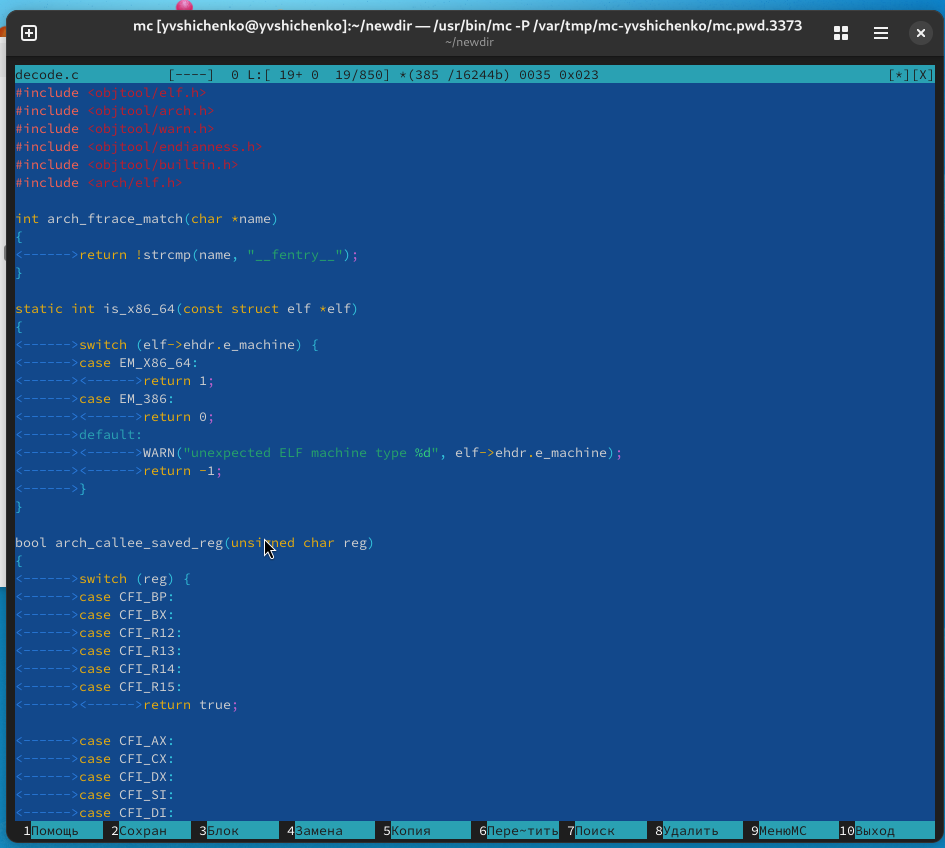 mc [yvshichenko@yvshichenko]:~/newdir — /usr/bin/mc -P /var/tmp/mc-yvshichenko/mc.pwd.3373
~/newdir
decode.c           [----]  0 L:[ 19+ 0  19/850] *(385 /16244b) 0035 0x023                                    [*][X]
#include <objtool/elf.h>
#include <objtool/arch.h>
#include <objtool/warn.h>
#include <objtool/endianness.h>
#include <objtool/builtin.h>
#include <arch/elf.h>

int arch_ftrace_match(char *name)
{
<------>return !strcmp(name, "__fentry__");
}

static int is_x86_64(const struct elf *elf)
{
<------>switch (elf->ehdr.e_machine) {
<------>case EM_X86_64:
<------><------>return 1;
<------>case EM_386:
<------><------>return 0;
<------>default:
<------><------>WARN("unexpected ELF machine type %d", elf->ehdr.e_machine);
<------><------>return -1;
<------>}
}

bool arch_callee_saved_reg(unsigned char reg)
{
<------>switch (reg) {
<------>case CFI_BP:
<------>case CFI_BX:
<------>case CFI_R12:
<------>case CFI_R13:
<------>case CFI_R14:
<------>case CFI_R15:
<------><------>return true;

<------>case CFI_AX:
<------>case CFI_CX:
<------>case CFI_DX:
<------>case CFI_SI:
<------>case CFI_DI:
1Помощь 2Сохран 3Блок 4Замена 5Копия 6Пере~тить 7Поиск 8Удалить 9МенюMC 10Выход